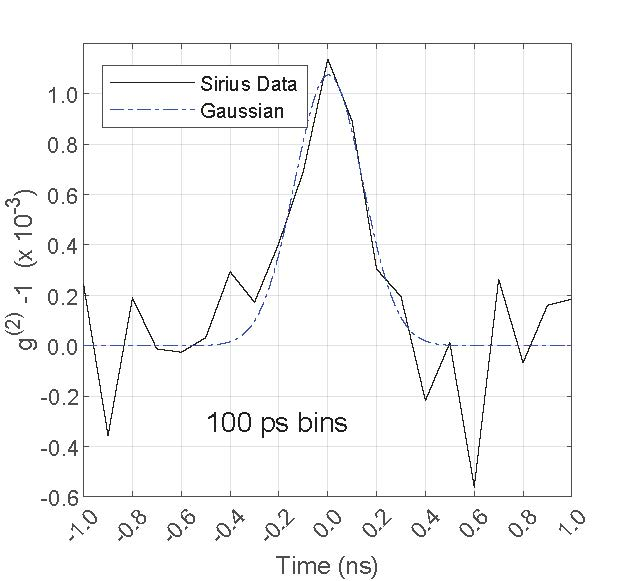 Sirius Data
Gaussian
1.0
0.8
0.6
0.4
0.2
0.0
-0.2
-0.4
-0.6
g(2) -1 (x 10-3)
100 ps bins
-1.0 -0.8 -0.6 -0.4 -0.2 0.0 0.2 0.4 0.6 0.8 1.0
Time (ns)